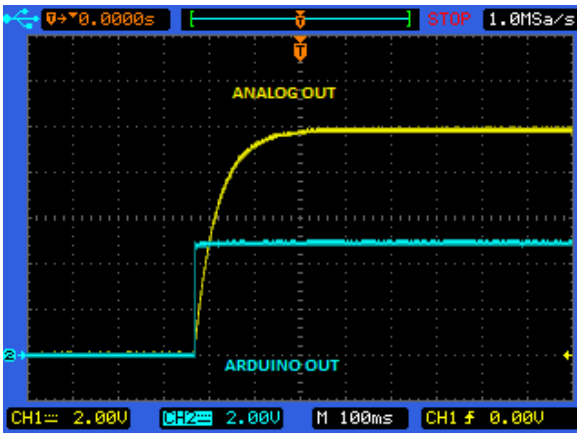 T→▼0.0000s T STOP 1.0MSa/s
T
ANALOG OUT
2
ARDUINO OUT
CH1 2.00V CH2 2.00V M 100ms CH1 0.00V